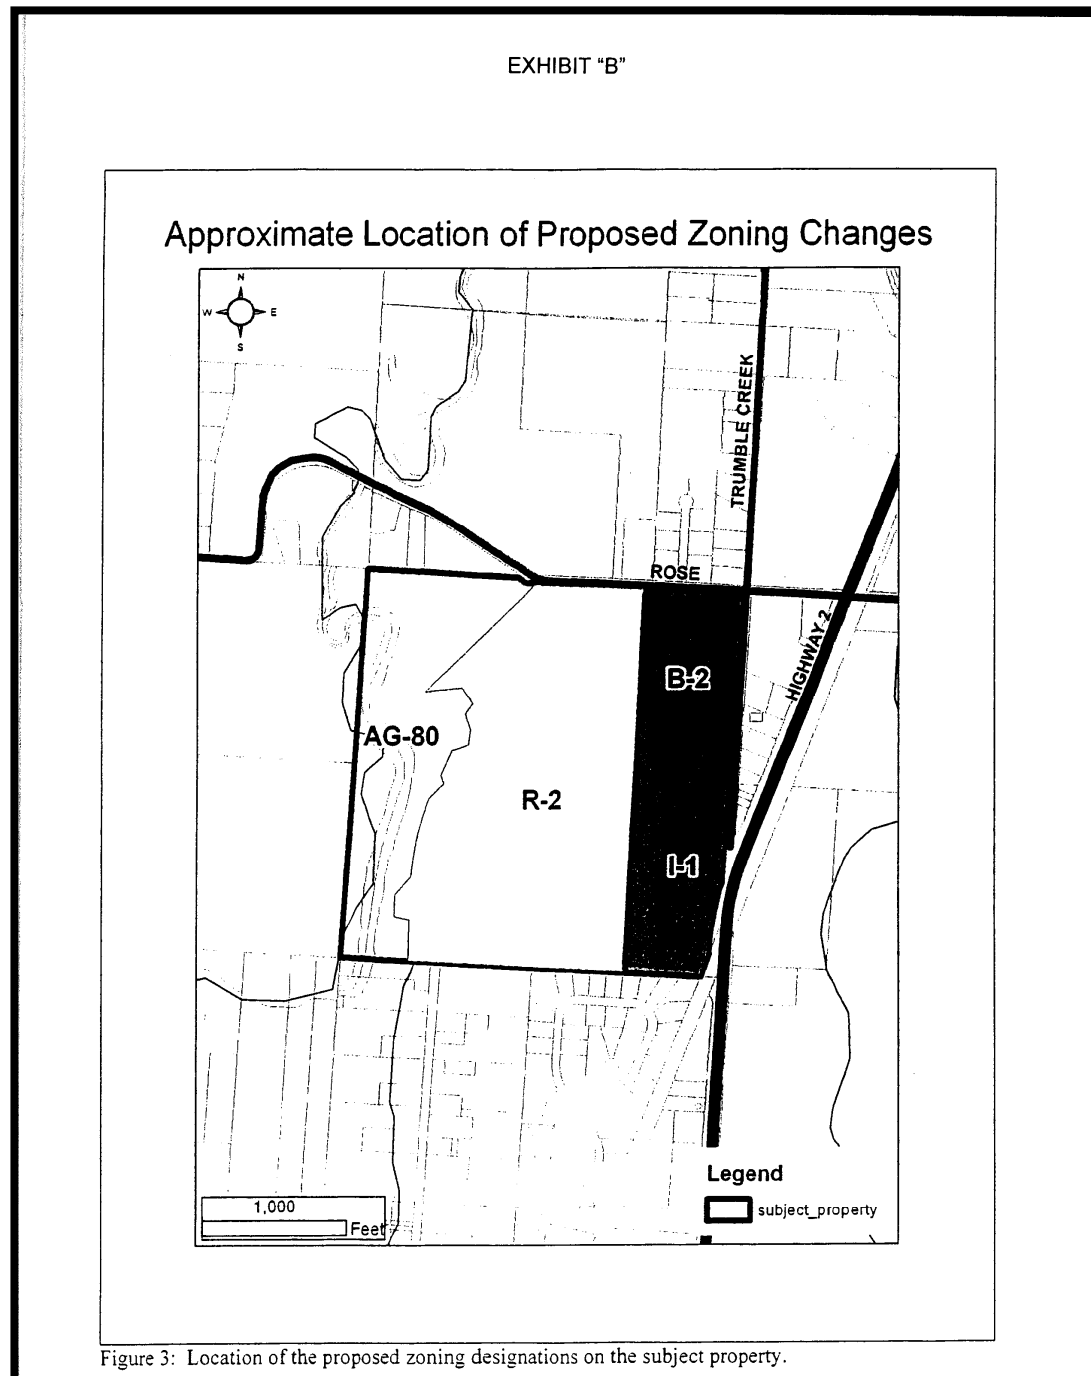 EXHIBIT “B”
Approximate Location of Proposed Zoning Changes
N
W E
S
TRUMBLE CREEK
ROSE
HIGHWAY 2
B-2
AG-80
R-2
I-1
Legend
subject_property
1,000
Feet
Figure 3: Location of the proposed zoning designations on the subject property.